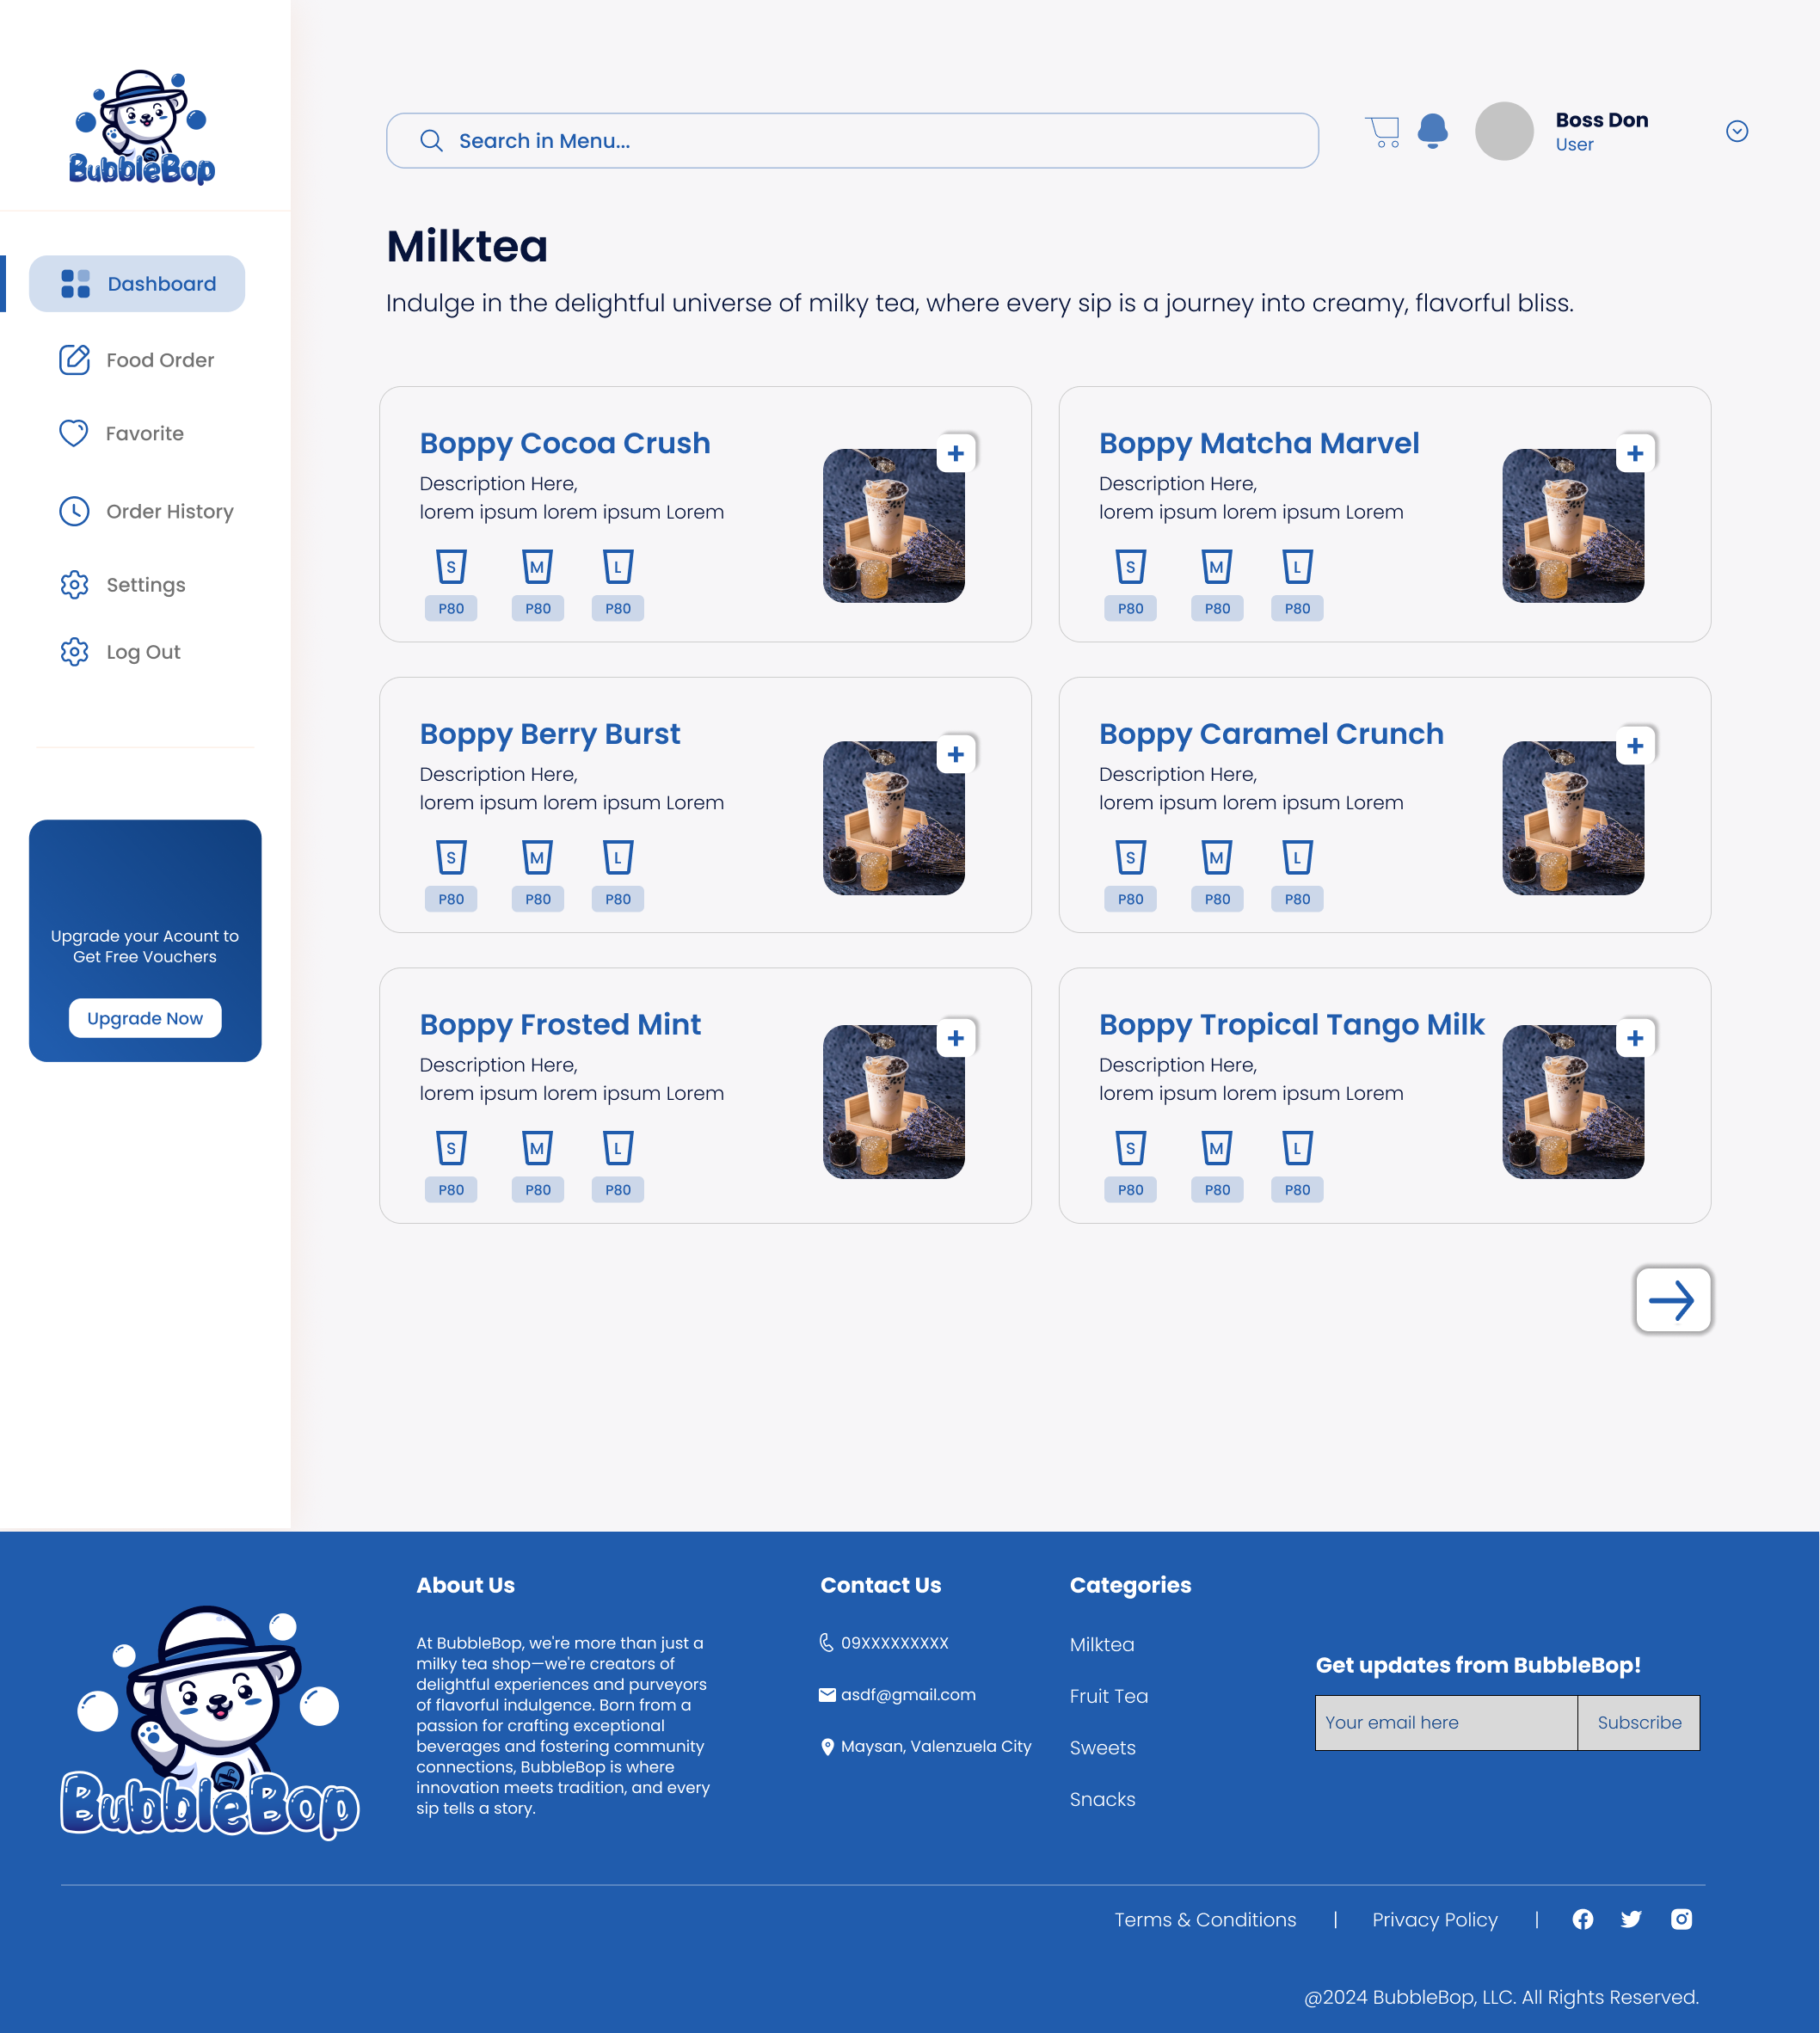 BubbleBop
Search in Menu...
Boss Don
User
Dashboard
Food Order
Favorite
Order History
Settings
Log Out
Upgrade your Acount to
Get Free Vouchers
Upgrade Now
Milktea
Indulge in the delightful universe of milky tea, where every sip is a journey into creamy, flavorful bliss.
Boppy Cocoa Crush
Description Here,
lorem ipsum lorem ipsum Lorem
S M L
P80 P80 P80
Boppy Matcha Marvel
Description Here,
lorem ipsum lorem ipsum Lorem
S M L
P80 P80 P80
Boppy Berry Burst
Description Here,
lorem ipsum lorem ipsum Lorem
S M L
P80 P80 P80
Boppy Caramel Crunch
Description Here,
lorem ipsum lorem ipsum Lorem
S M L
P80 P80 P80
Boppy Frosted Mint
Description Here,
lorem ipsum lorem ipsum Lorem
S M L
P80 P80 P80
Boppy Tropical Tango Milk
Description Here,
lorem ipsum lorem ipsum Lorem
S M L
P80 P80 P80
BubbleBop
About Us
At BubbleBop, we're more than just a
milky tea shop—we're creators of
delightful experiences and purveyors
of flavorful indulgence. Born from a
passion for crafting exceptional
beverages and fostering community
connections, BubbleBop is where
innovation meets tradition, and every
sip tells a story.
Contact Us
09XXXXXXXXX
asdf@gmail.com
Maysan, Valenzuela City
Categories
Milktea
Fruit Tea
Sweets
Snacks
Get updates from BubbleBop!
Your email here
Subscribe
Terms & Conditions | Privacy Policy |
@2024 BubbleBop, LLC. All Rights Reserved.